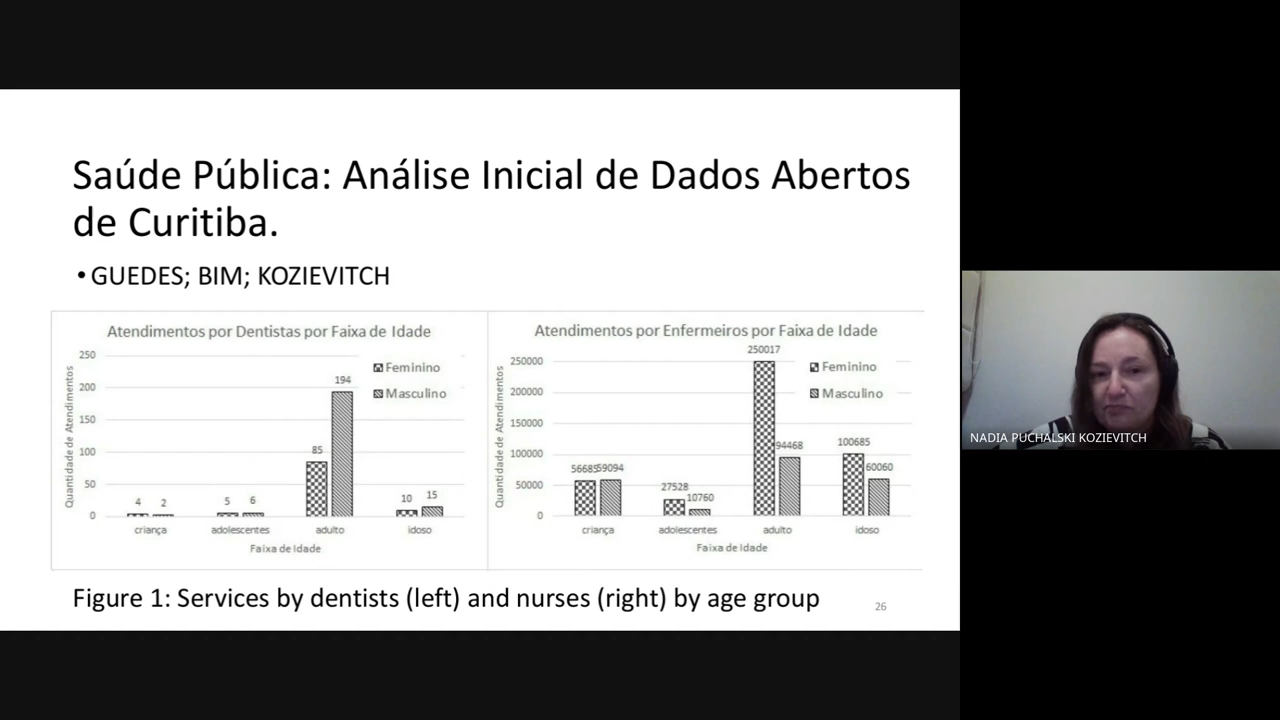 Saúde Pública: Análise Inicial de Dados Abertos
de Curitiba.
• GUEDES; BIM; KOZIEVITCH
Atendimentos por Dentistas por Faixa de Idade
Quantidade de Atendimentos
250
200
150
100
50
0
Feminino
Masculino
4 2
5 6
85 194
10 15
criança adolescentes adulto idoso
Faixa de Idade
Atendimentos por Enfermeiros por Faixa de Idade
Quantidade de Atendimentos
250000
200000
150000
100000
50000
0
Feminino
Masculino
56685 59094
27528 10760
250017 94468
100685 60060
criança adolescentes adulto idoso
Faixa de Idade
Figure 1: Services by dentists (left) and nurses (right) by age group
26
NADIA PUCHALSKI KOZIEVITCH